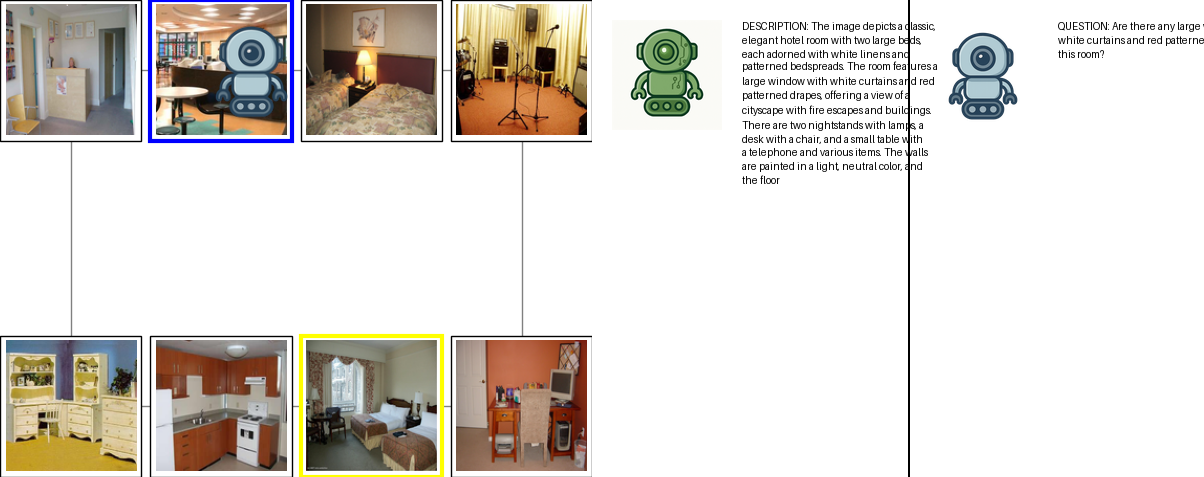 DESCRIPTION: The image depicts a classic,
elegant hotel room with two large beds,
each adorned with white linens and
patterned bedspreads. The room features a
large window with white curtains and red
patterned drapes, offering a view of a
cityscape with fire escapes and buildings.
There are two nightstands with lamps, a
desk with a chair, and a small table with
a telephone and various items. The walls
are painted in a light, neutral color, and
the floor
QUESTION: Are there any large
white curtains and red patterne
this room?